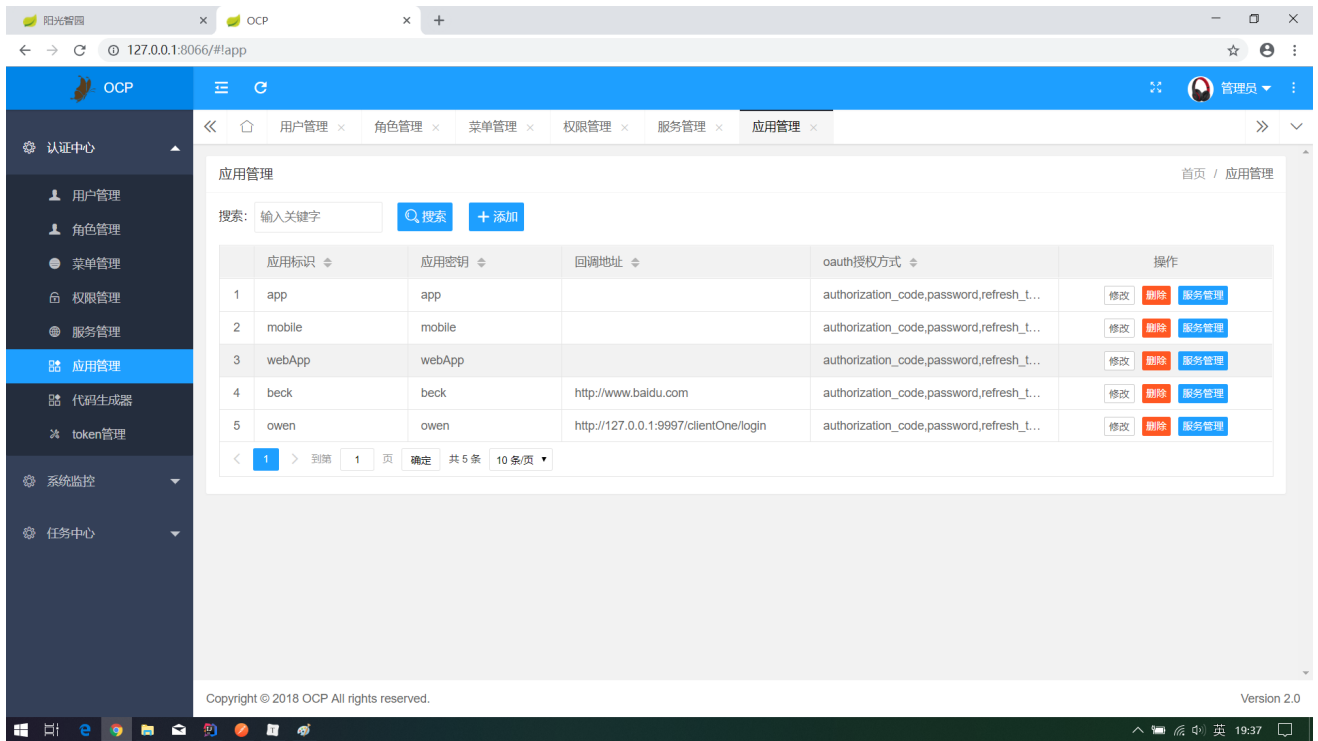 阳光智园
OCP
127.0.0.1:8066/#!app
OCP
管理员
用户管理
角色管理
菜单管理
权限管理
服务管理
应用管理
认证中心
用户管理
角色管理
菜单管理
权限管理
服务管理
应用管理
代码生成器
token管理
系统监控
任务中心
应用管理
首页 / 应用管理
搜索: 输入关键字 搜索 添加
应用标识 应用密钥 回调地址 oauth授权方式 操作
1 app app authorization_code,password,refresh_t... 修改 删除 服务管理
2 mobile mobile authorization_code,password,refresh_t... 修改 删除 服务管理
3 webApp webApp authorization_code,password,refresh_t... 修改 删除 服务管理
4 beck beck http://www.baidu.com authorization_code,password,refresh_t... 修改 删除 服务管理
5 owen owen http://127.0.0.1:9997/clientOne/login authorization_code,password,refresh_t... 修改 删除 服务管理
1 到第 1 页 确定 共 5 条 10 条/页
Copyright © 2018 OCP All rights reserved.
Version 2.0
英 19:37